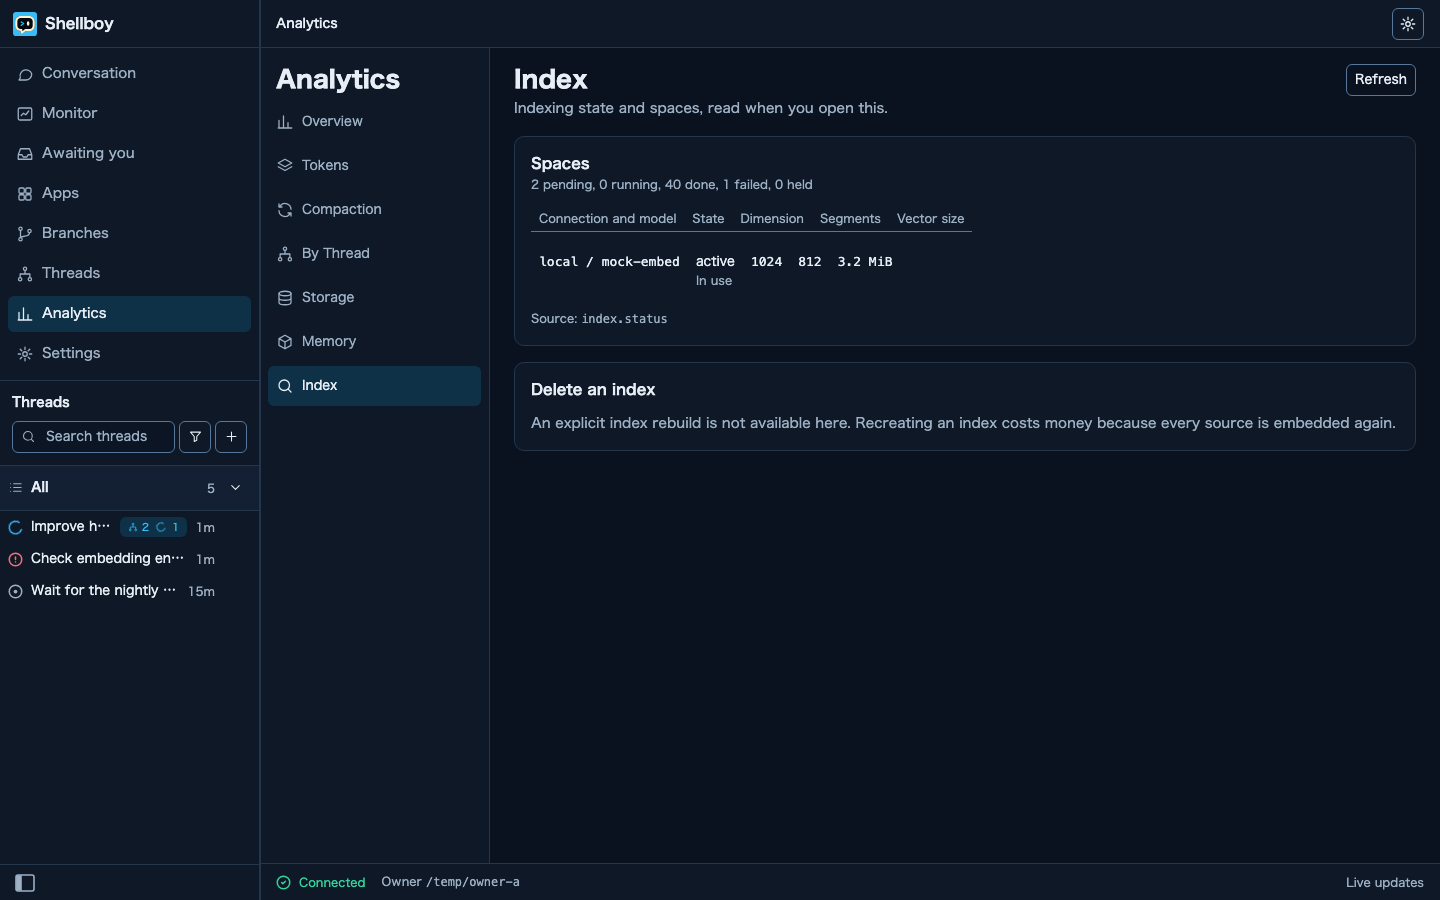 Shellboy
Conversation
Monitor
Awaiting you
Apps
Branches
Threads
Analytics
Settings
Threads
Search threads
All 5
Improve h··· 2 1 1m
Check embedding en··· 1m
Wait for the nightly ··· 15m
Analytics
Analytics
Overview
Tokens
Compaction
By Thread
Storage
Memory
Index
Index
Refresh
Indexing state and spaces, read when you open this.
Spaces
2 pending, 0 running, 40 done, 1 failed, 0 held
Connection and model State Dimension Segments Vector size
local / mock-embed active 1024 812 3.2 MiB
In use
Source: index.status
Delete an index
An explicit index rebuild is not available here. Recreating an index costs money because every source is embedded again.
Connected Owner /temp/owner-a Live updates